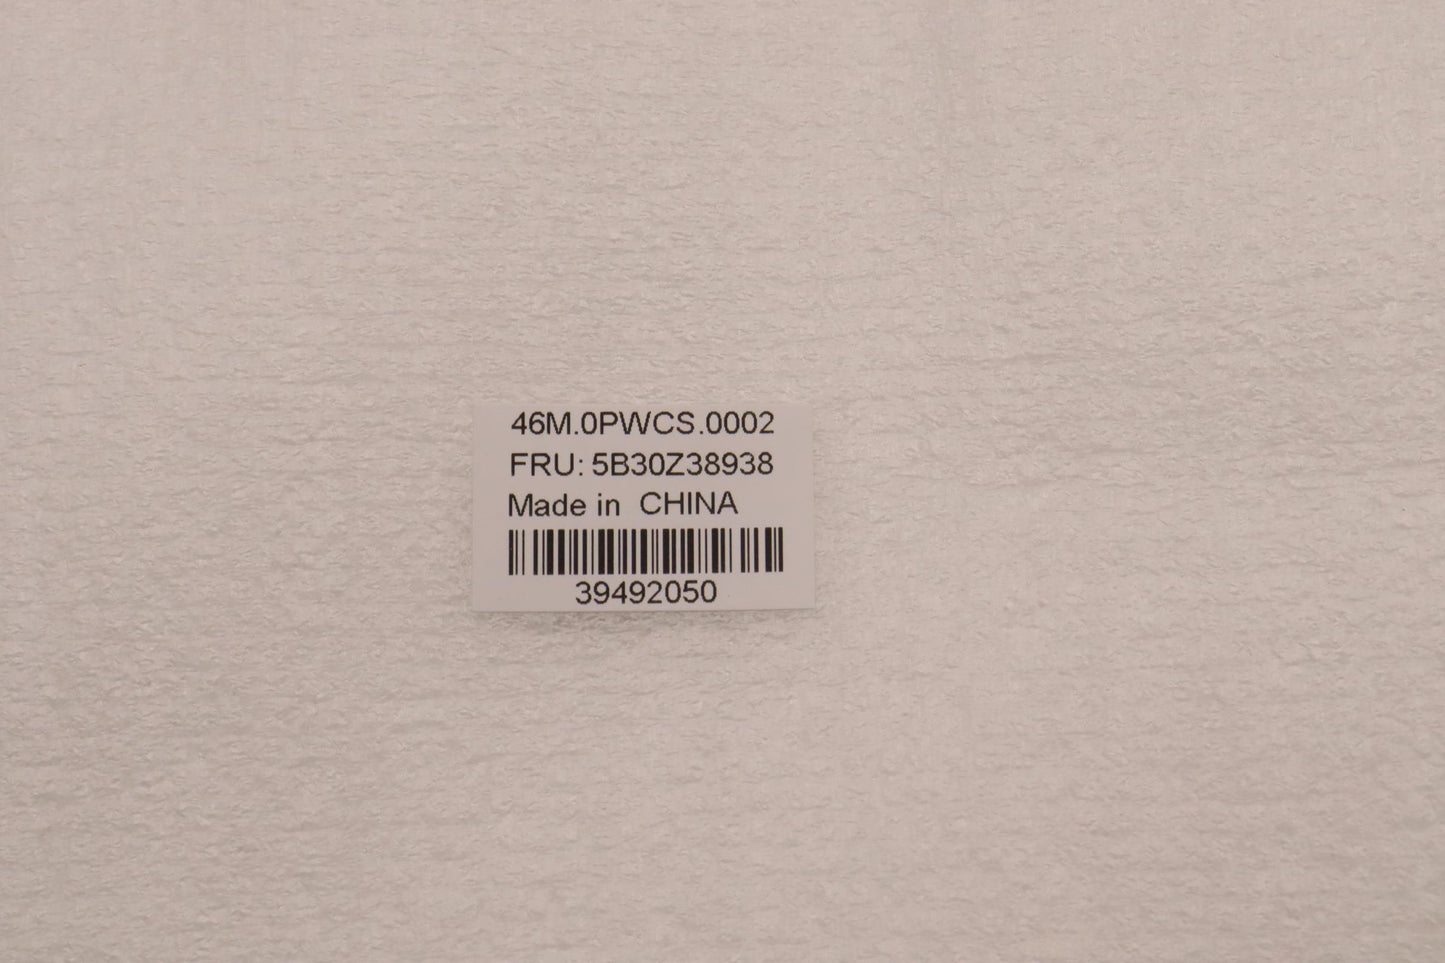 46M.0PWCS.0002
FRU: 5B30Z38938
Made in CHINA
39492050